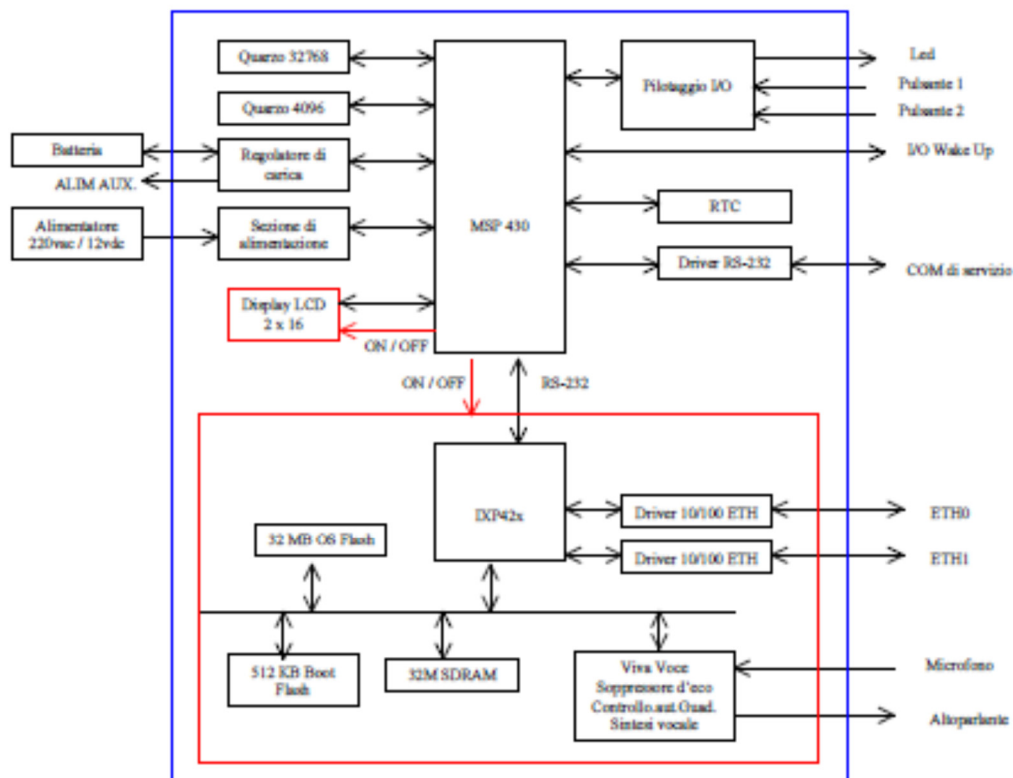 Quarzo 32768
Quarzo 4096
Batteria
Regolatore di
carica
ALIM AUX.
Alimentatore
220vac / 12vdc
Sezione di
alimentazione
Display LCD
2 x 16
ON / OFF
MSP 430
Pilotaggio I/O
Led
Pulsante 1
Pulsante 2
I/O Wake Up
RTC
Driver RS-232
COM di servizio
ON / OFF
RS-232
IXP42x
Driver 10/100 ETH
ETH0
Driver 10/100 ETH
ETH1
32 MB OS Flash
512 KB Boot
Flash
32M SDRAM
Viva Voce
Soppressore d'eco
Controllo.aut.Guad.
Sintesi vocale
Microfono
Altoparlante